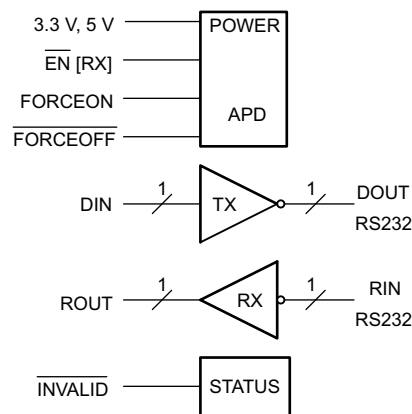 3.3 V, 5 V
POWER
EN [RX]
FORCEON
APD
FORCEOFF
1
1
DIN
TX
DOUT
RS232
1
1
ROUT
RX
RIN
RS232
INVALID
STATUS